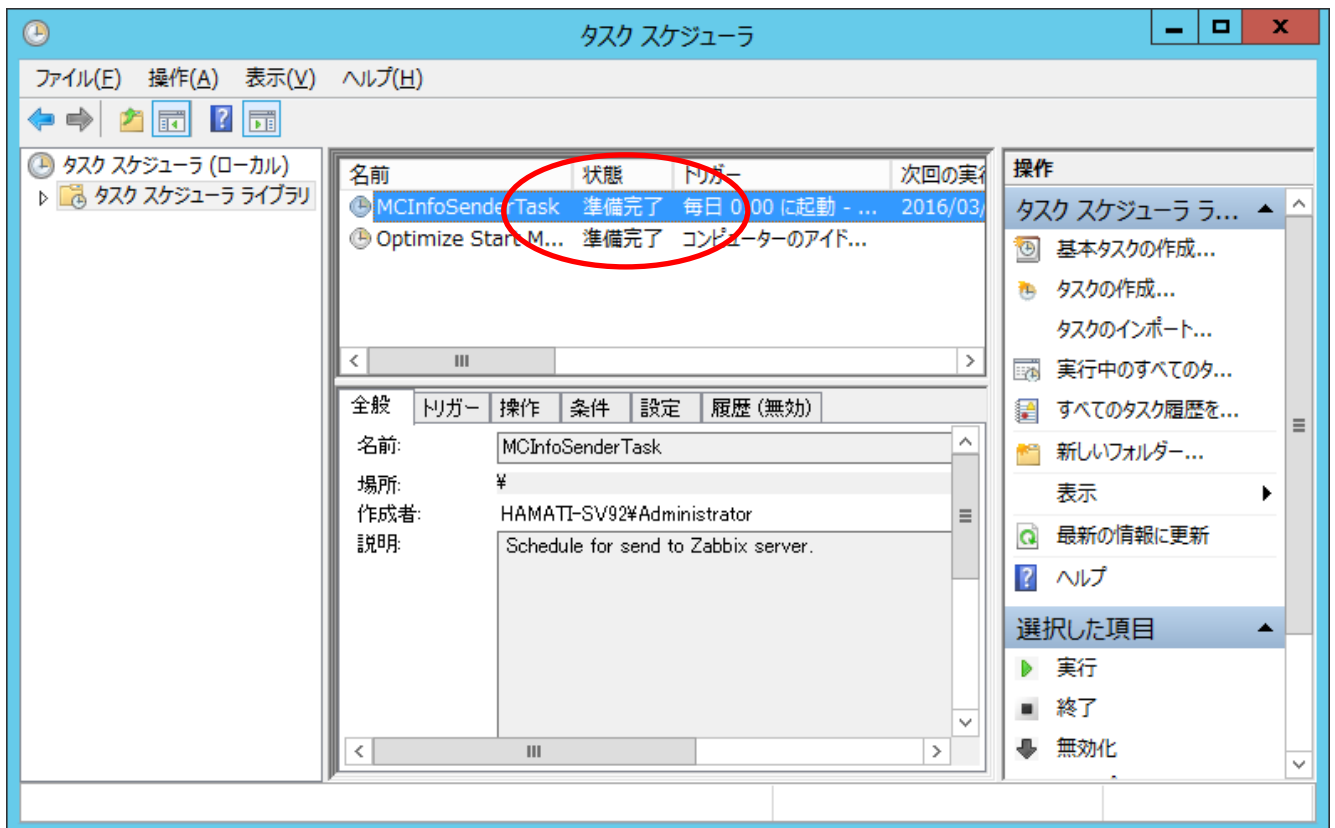 タスク スケジューラ
ファイル(F) 操作(A) 表示(V) ヘルプ(H)
タスク スケジューラ (ローカル)
タスク スケジューラ ライブラリ
名前 状態 トリガー 次回の実行
MCInfoSenderTask 準備完了 毎日 0:00 に起動 - ... 2016/03/
Optimize Start M... 準備完了 コンピューターのアイド...
全般 トリガー 操作 条件 設定 履歴 (無効)
名前: MCInfoSenderTask
場所: ¥
作成者: HAMATI-SV92¥Administrator
説明: Schedule for send to Zabbix server.
操作
タスク スケジューラ ラ...
基本タスクの作成...
タスクの作成...
タスクのインポート...
実行中のすべてのタ...
すべてのタスク履歴を...
新しいフォルダー...
表示
最新の情報に更新
ヘルプ
選択した項目
実行
終了
無効化